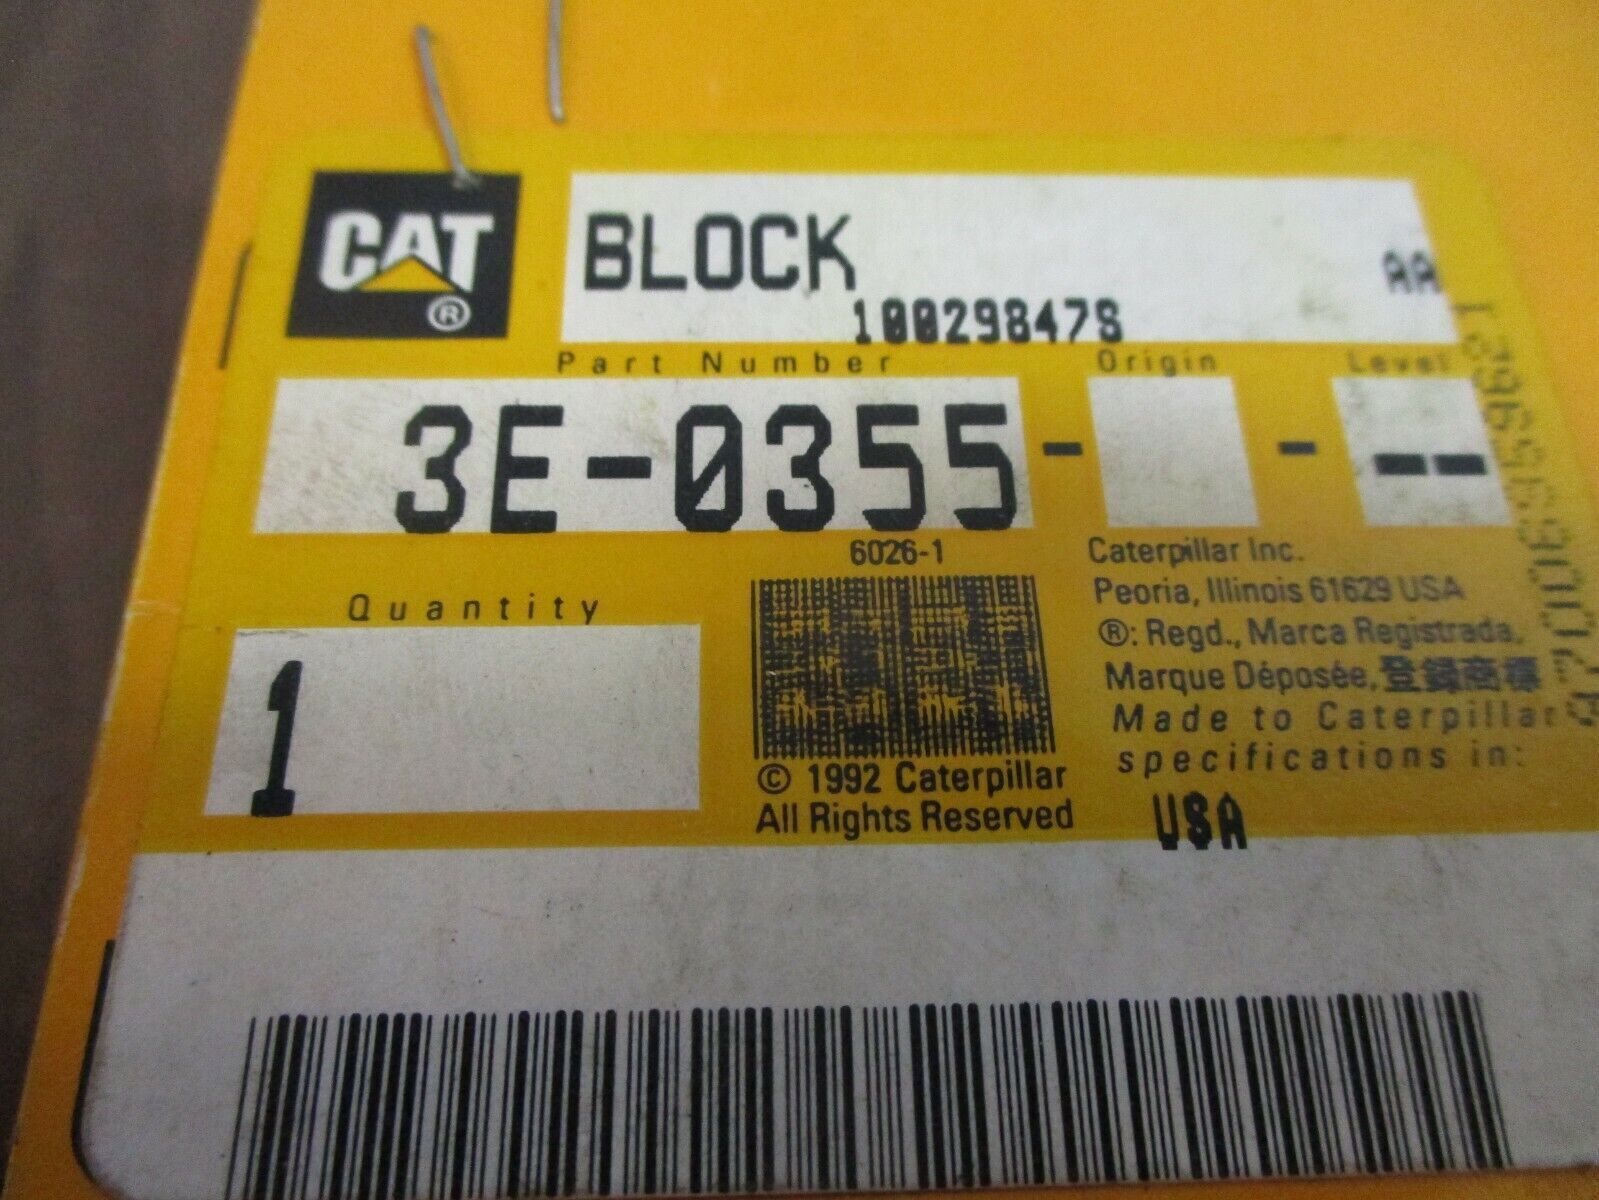 CAT
®
BLOCK
AA
10029847S
Part Number
Origin
Level
3E-0355- - --
6026-1
Quantity
1
© 1992 Caterpillar
All Rights Reserved
Caterpillar Inc.
Peoria, Illinois 61629 USA
®: Regd., Marca Registrada,
Marque Déposée, 登録商標
Made to Caterpillar
specifications in:
USA